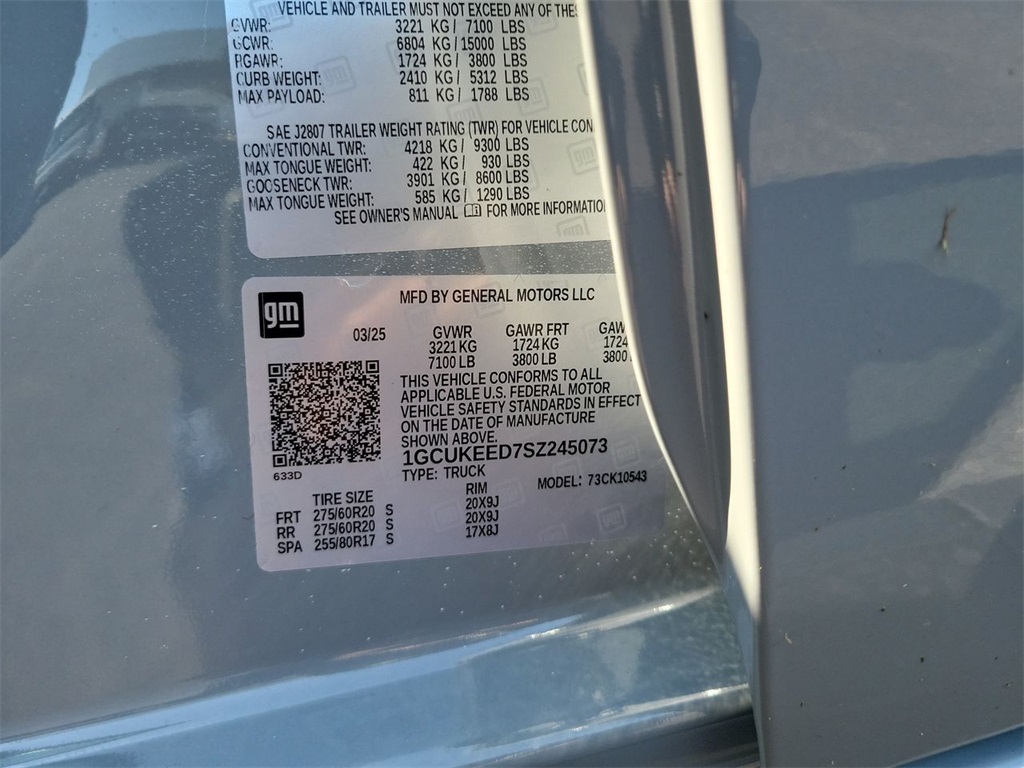 VEHICLE AND TRAILER MUST NOT EXCEED ANY OF THES
GVWR: 3221 KG/ 7100 LBS
GCWR: 6804 KG/15000 LBS
RGAWR: 1724 KG/ 3800 LBS
CURB WEIGHT: 2410 KG/ 5312 LBS
MAX PAYLOAD: 811 KG/ 1788 LBS
SAE J2807 TRAILER WEIGHT RATING (TWR) FOR VEHICLE CON
CONVENTIONAL TWR: 4218 KG/ 9300 LBS
MAX TONGUE WEIGHT: 422 KG/ 930 LBS
GOOSENECK TWR: 3901 KG/ 8600 LBS
MAX TONGUE WEIGHT: 585 KG/ 1290 LBS
SEE OWNER'S MANUAL FOR MORE INFORMATIO
gm
MFD BY GENERAL MOTORS LLC
03/25 GVWR GAWR FRT GAW
3221 KG 1724 KG 1724
7100 LB 3800 LB 3800
THIS VEHICLE CONFORMS TO ALL
APPLICABLE U.S. FEDERAL MOTOR
VEHICLE SAFETY STANDARDS IN EFFECT
ON THE DATE OF MANUFACTURE
SHOWN ABOVE.
1GCUKEED7SZ245073
633D
TYPE: TRUCK
MODEL: 73CK10543
TIRE SIZE RIM
FRT 275/60R20 S 20X9J
RR 275/60R20 S 20X9J
SPA 255/80R17 S 17X8J